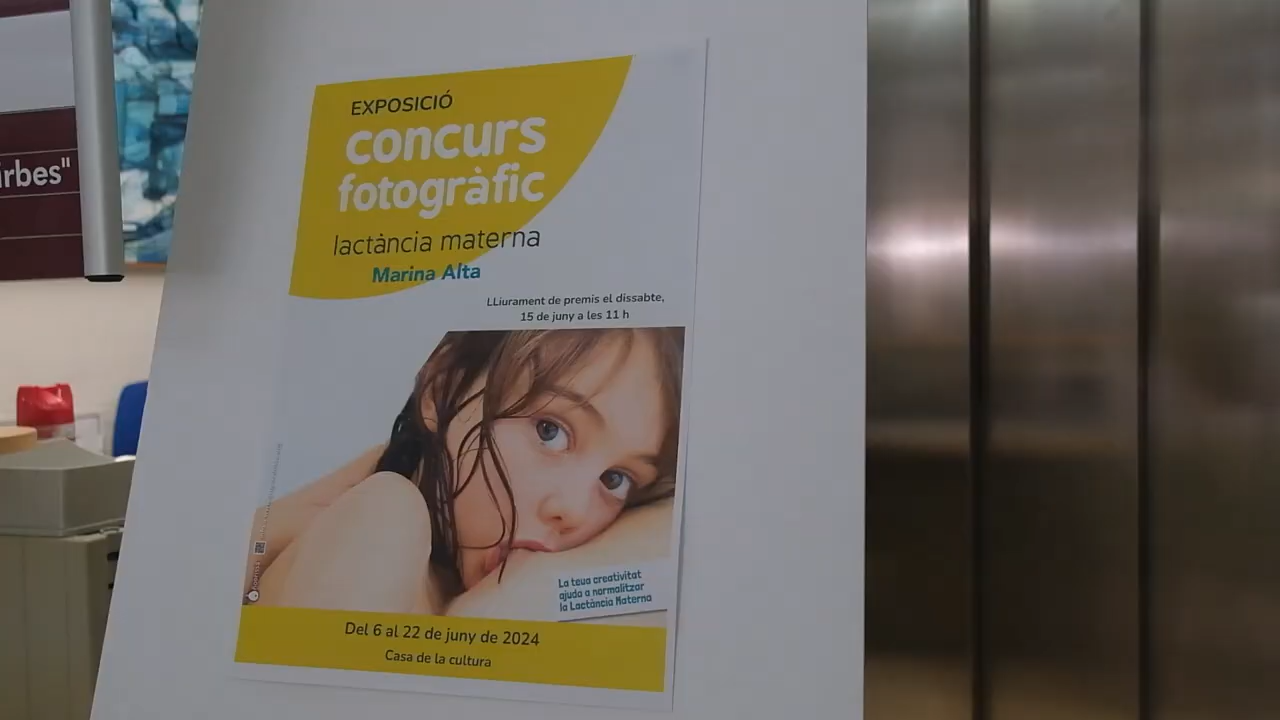 irbes"
EXPOSICIÓ
concurs
fotogràfic
lactància materna
Marina Alta
LLiurament de premis el dissabte,
15 de juny a les 11 h
La teua creativitat
ajuda a normalitzar
la Lactància Materna
Del 6 al 22 de juny de 2024
Casa de la cultura